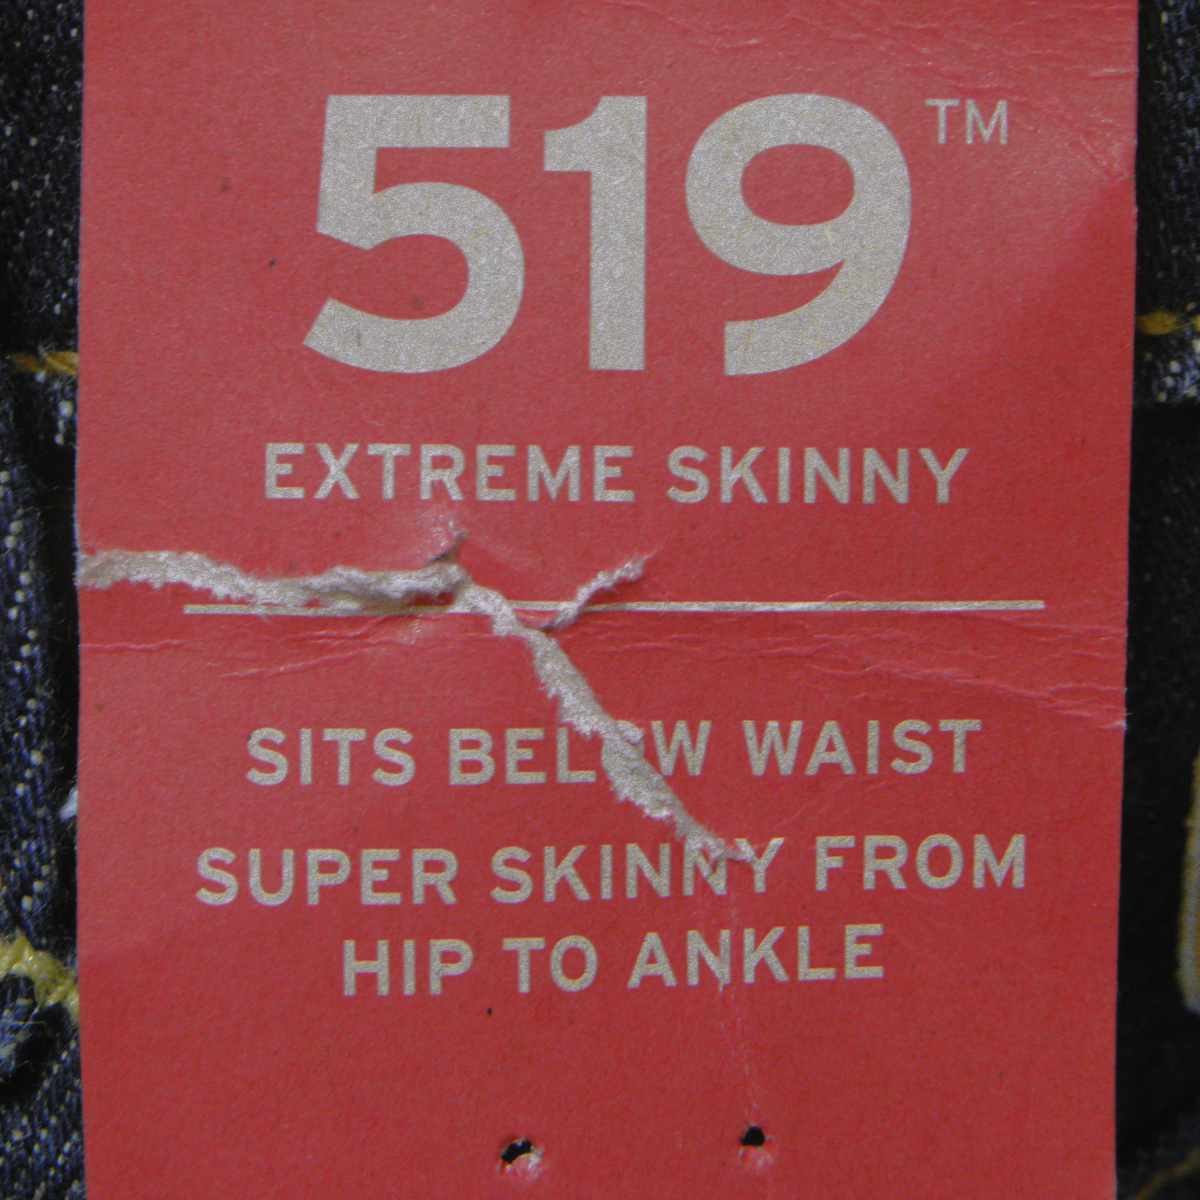 519™
EXTREME SKINNY
SITS BELOW WAIST
SUPER SKINNY FROM
HIP TO ANKLE